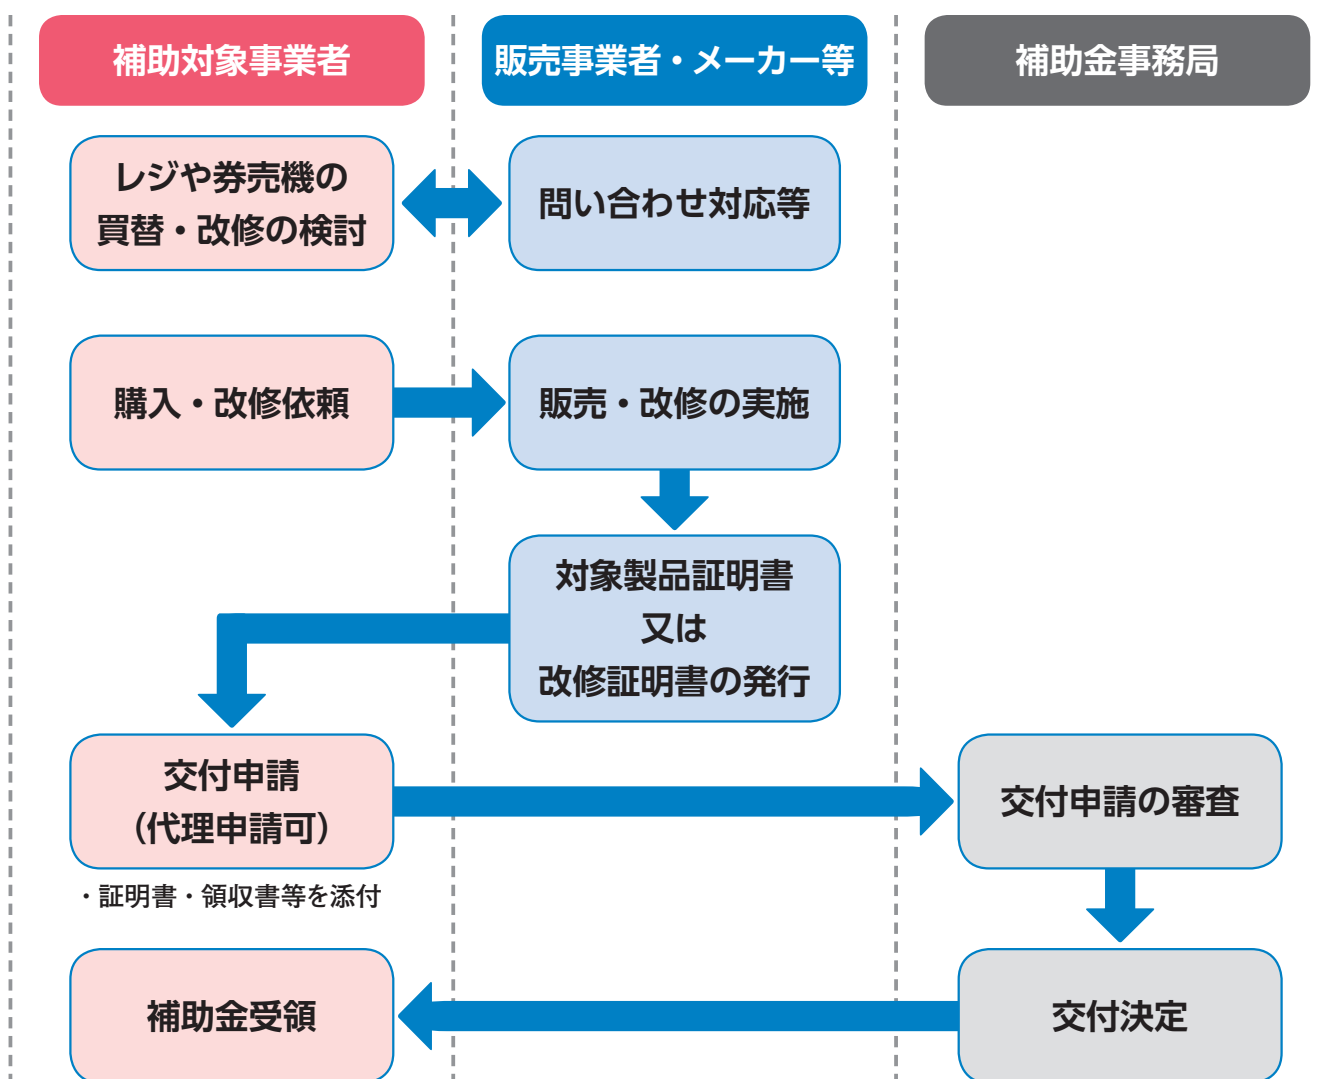 補助対象事業者
販売事業者・メーカー等
補助金事務局
レジや券売機の
買替・改修の検討
問い合わせ対応等
購入・改修依頼
販売・改修の実施
対象製品証明書
又は
改修証明書の発行
交付申請
(代理申請可)
・証明書・領収書等を添付
交付申請の審査
補助金受領
交付決定